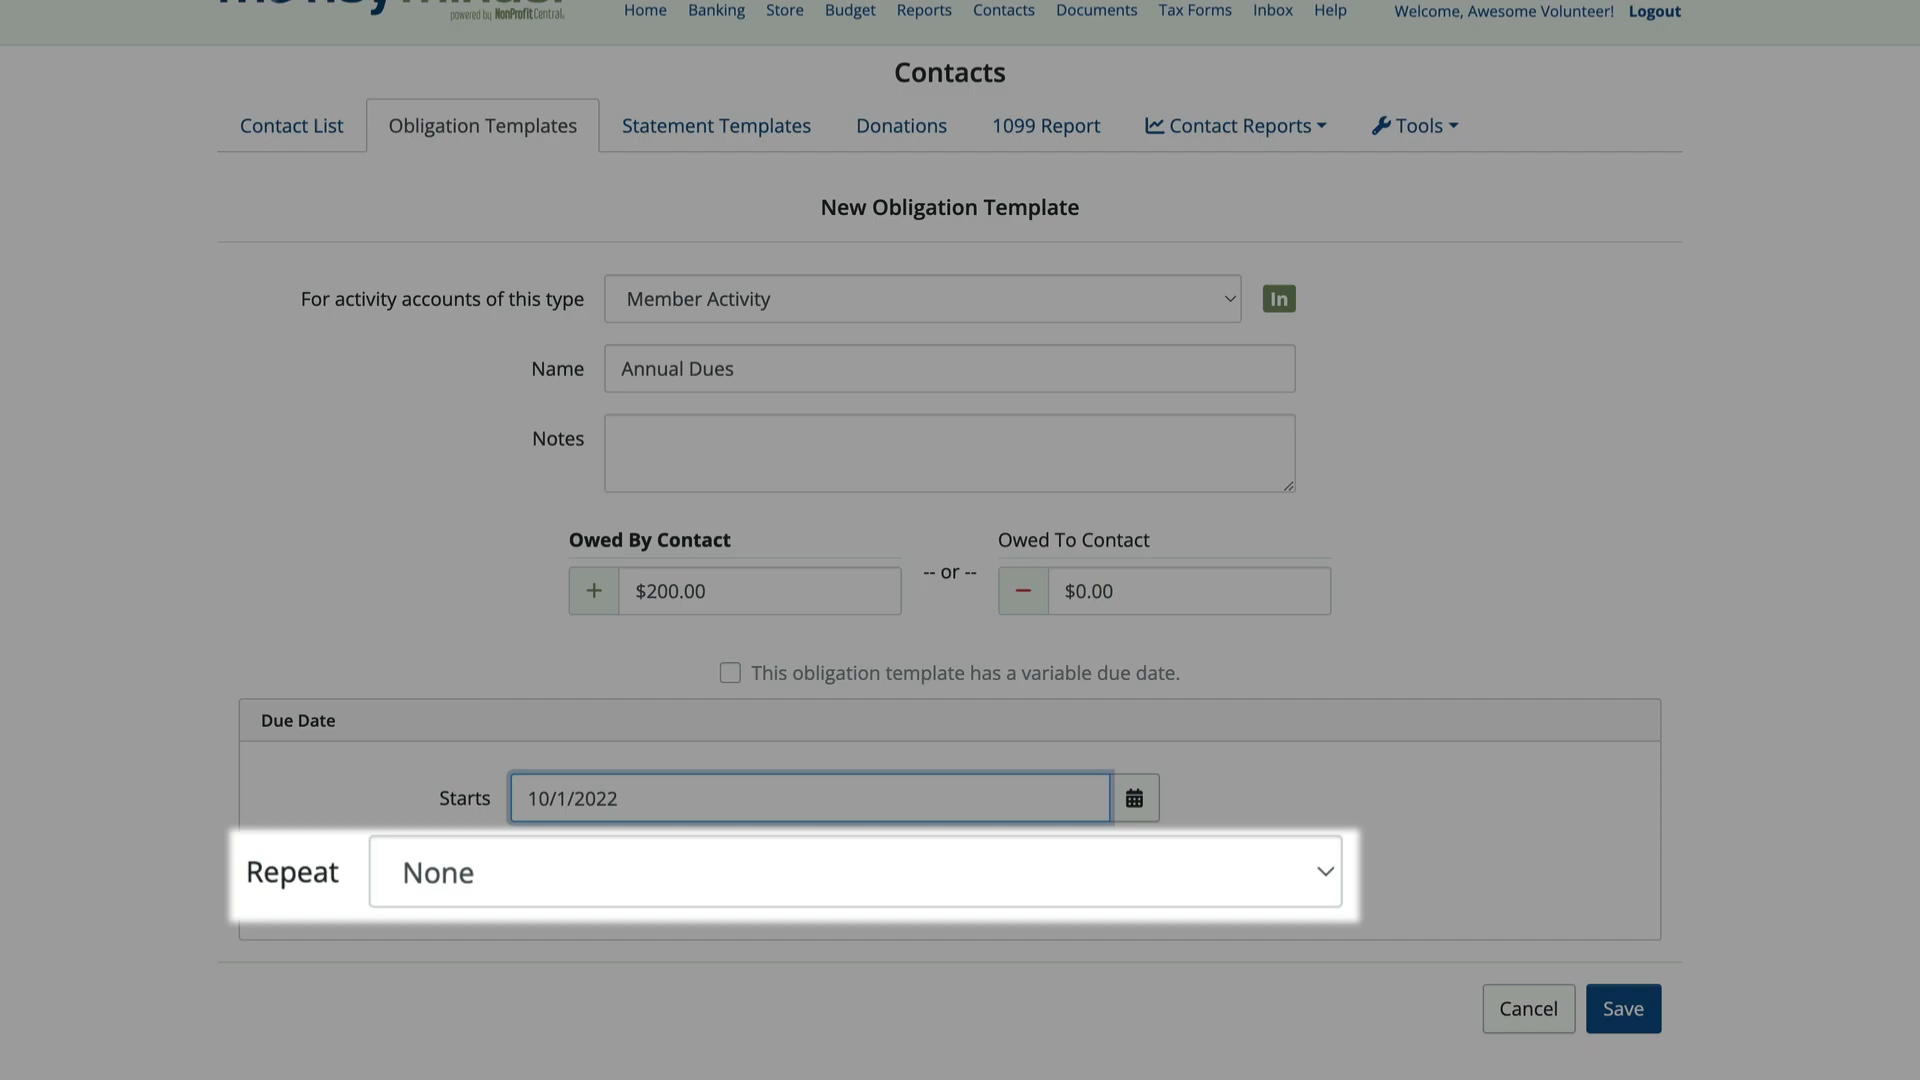 powered by NonProfitCentral.
Home Banking Store Budget Reports Contacts Documents Tax Forms Inbox Help Welcome, Awesome Volunteer! Logout
Contacts
Contact List Obligation Templates Statement Templates Donations 1099 Report Contact Reports Tools
New Obligation Template
For activity accounts of this type Member Activity In
Name Annual Dues
Notes
Owed By Contact -- or -- Owed To Contact
+ $200.00 − $0.00
This obligation template has a variable due date.
Due Date
Starts 10/1/2022
Repeat None
Cancel Save